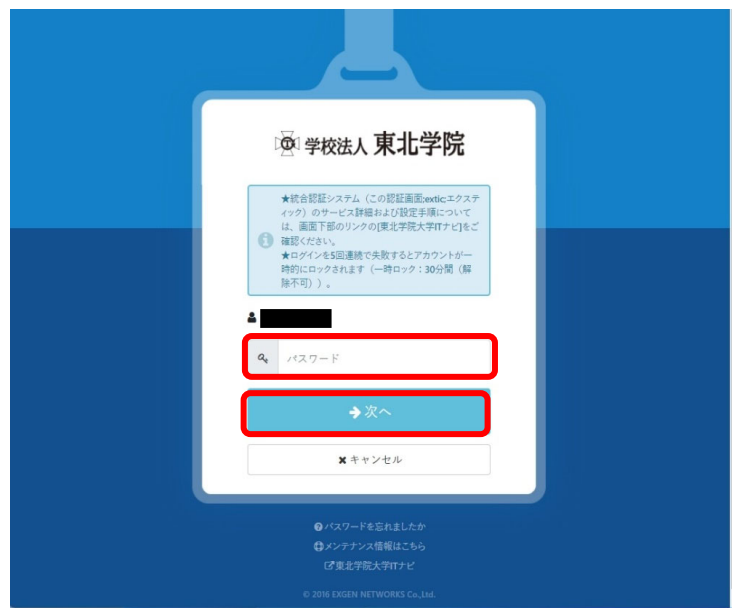 学校法人 東北学院
★統合認証システム（この認証画面;extic;エクステ
ィック）のサービス詳細および設定手順について
は、画面下部のリンクの[東北学院大学ITナビ]をご
確認ください。
★ログインを5回連続で失敗するとアカウントが一
時的にロックされます（一時ロック：30分間（解
除不可））。
パスワード
次へ
キャンセル
パスワードを忘れましたか
メンテナンス情報はこちら
東北学院大学ITナビ
© 2016 EXGEN NETWORKS Co.,Ltd.